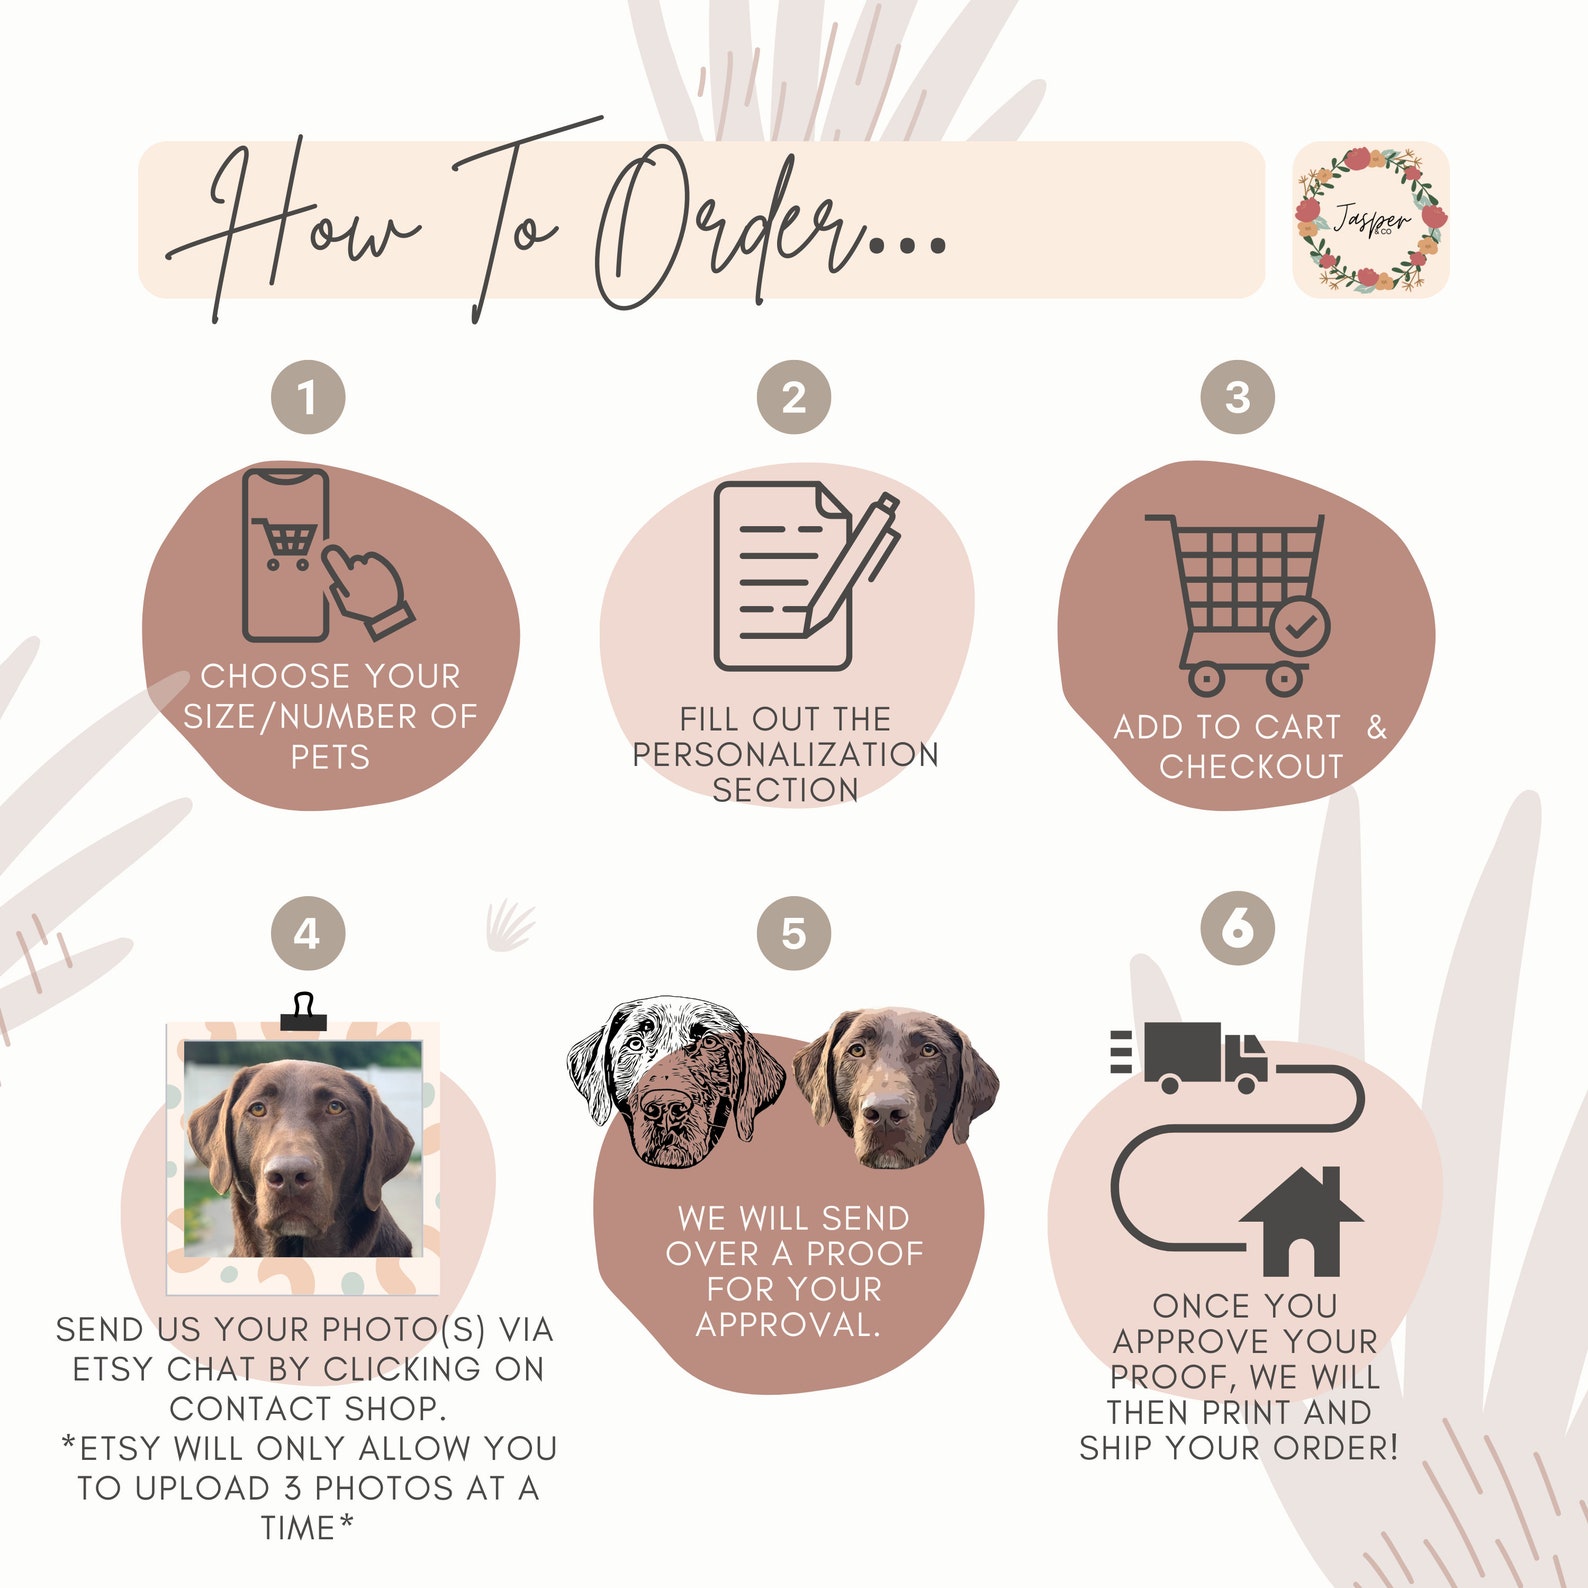 How To Order...
Jasper
& CO
1
2
3
CHOOSE YOUR
SIZE/NUMBER OF
PETS
FILL OUT THE
PERSONALIZATION
SECTION
ADD TO CART &
CHECKOUT
4
5
6
SEND US YOUR PHOTO(S) VIA
ETSY CHAT BY CLICKING ON
CONTACT SHOP.
*ETSY WILL ONLY ALLOW YOU
TO UPLOAD 3 PHOTOS AT A
TIME*
WE WILL SEND
OVER A PROOF
FOR YOUR
APPROVAL.
ONCE YOU
APPROVE YOUR
PROOF, WE WILL
THEN PRINT AND
SHIP YOUR ORDER!